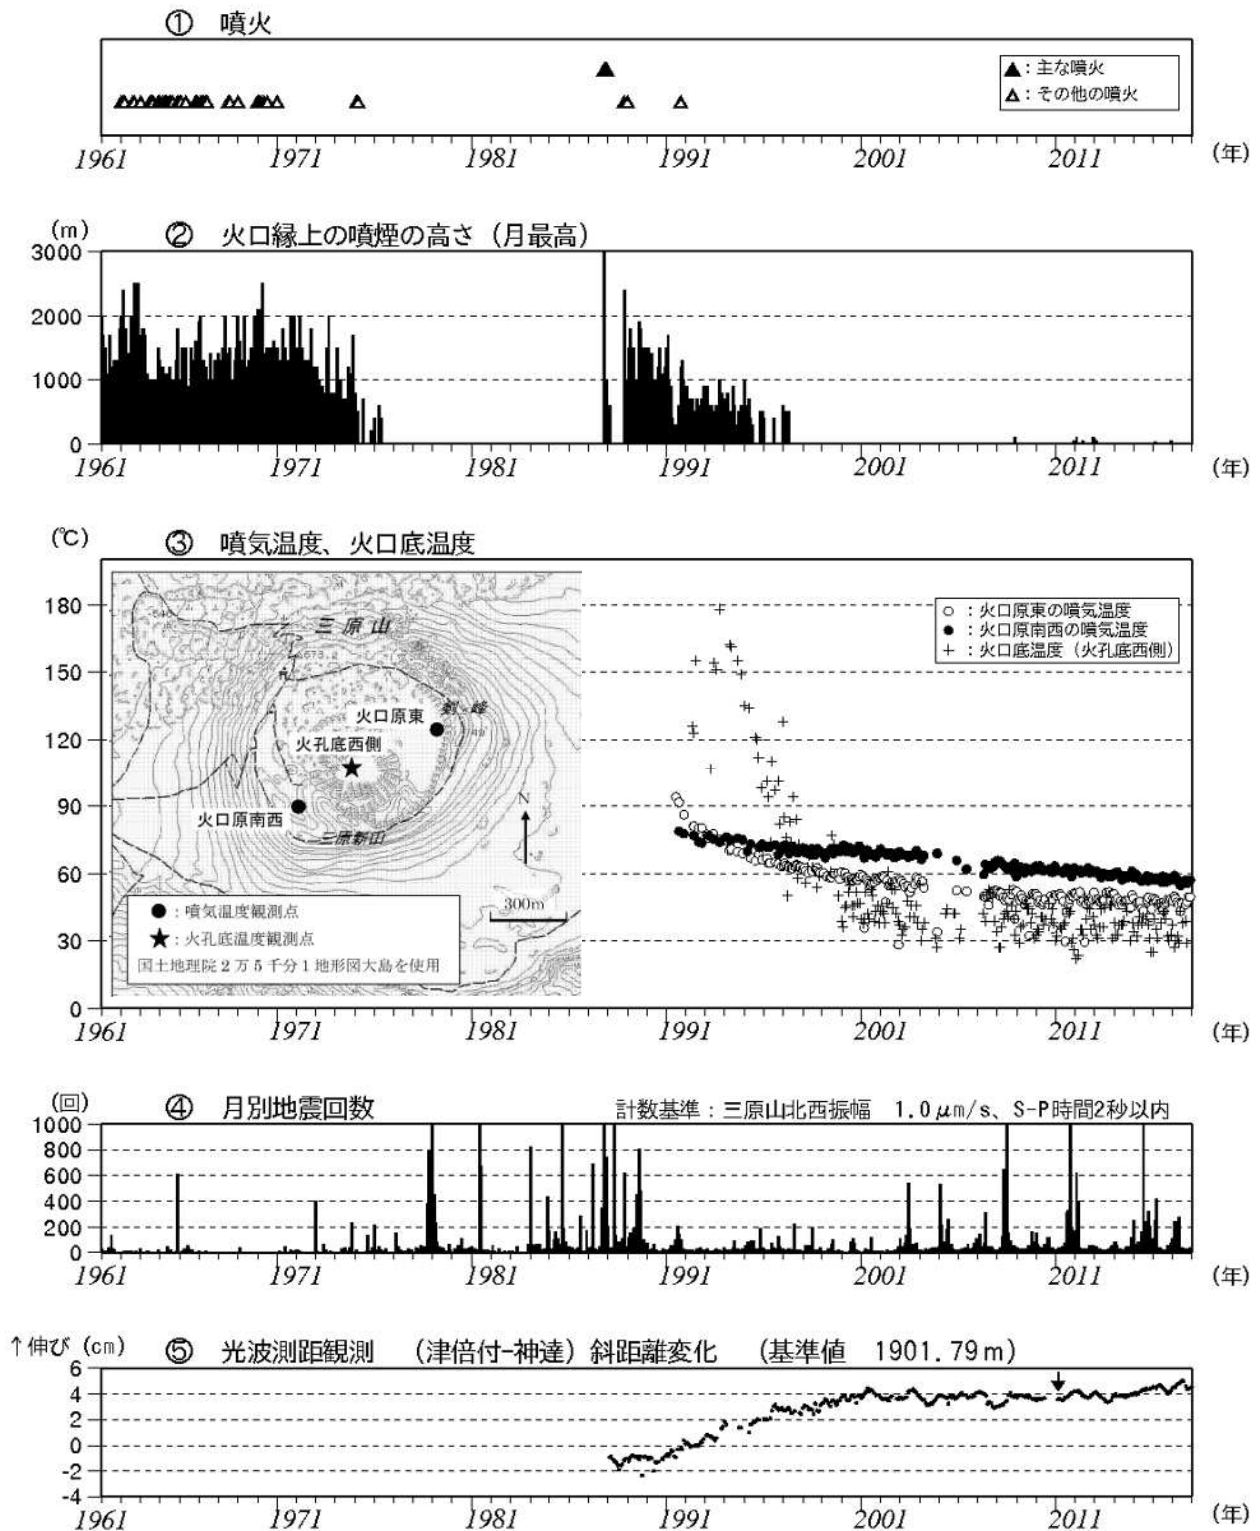 ① 噴火
▲：主な噴火
△：その他の噴火
1961 1971 1981 1991 2001 2011 (年)
(m) ② 火口縁上の噴煙の高さ（月最高）
3000
2000
1000
0
1961 1971 1981 1991 2001 2011 (年)
(℃) ③ 噴気温度、火口底温度
180
150
120
90
60
30
0
三原山
剣ヶ峰
火口原東
火孔底西側
火口原南西
三原新山
N
300m
●：噴気温度観測点
★：火孔底温度観測点
国土地理院２万５千分１地形図大島を使用
○：火口原東の噴気温度
●：火口原南西の噴気温度
＋：火口底温度（火孔底西側）
1961 1971 1981 1991 2001 2011 (年)
(回) ④ 月別地震回数 計数基準：三原山北西振幅 1.0μm/s、S-P時間2秒以内
1000
800
600
400
200
0
1961 1971 1981 1991 2001 2011 (年)
↑伸び (cm) ⑤ 光波測距観測 （津倍付-神達）斜距離変化 （基準値 1901.79m）
6
4
2
0
-2
-4
1961 1971 1981 1991 2001 2011 (年)